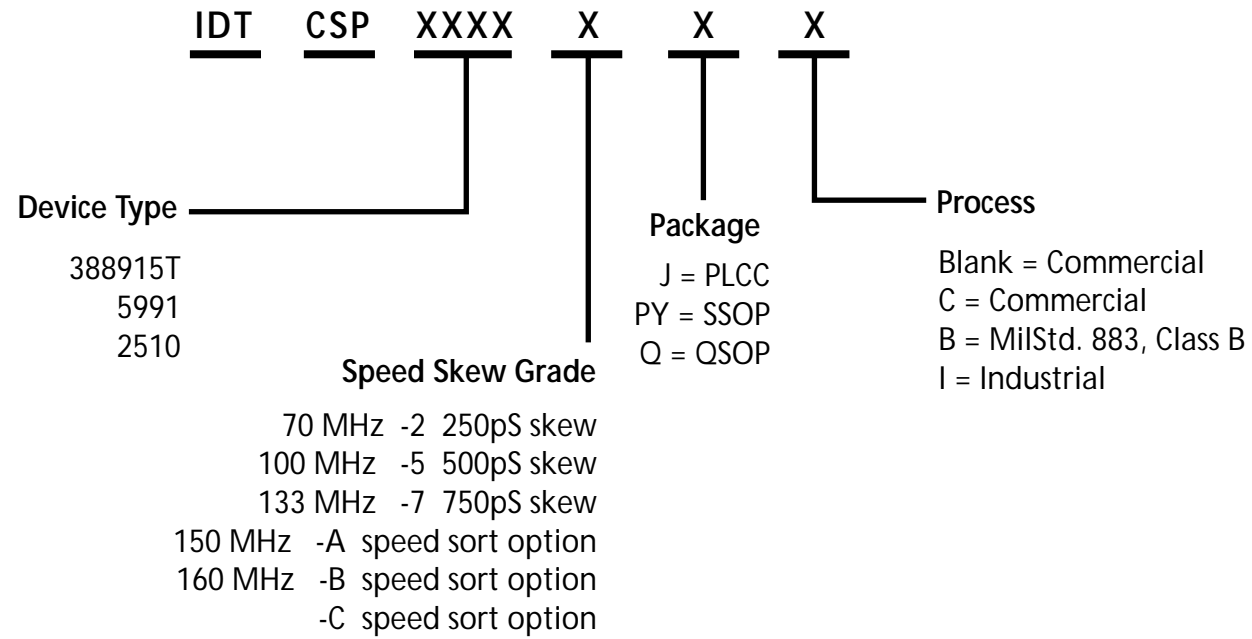 IDT CSP XXXX X X X
Device Type
388915T
5991
2510
Speed Skew Grade
70 MHz -2 250pS skew
100 MHz -5 500pS skew
133 MHz -7 750pS skew
150 MHz -A speed sort option
160 MHz -B speed sort option
-C speed sort option
Package
J = PLCC
PY = SSOP
Q = QSOP
Process
Blank = Commercial
C = Commercial
B = MilStd. 883, Class B
I = Industrial